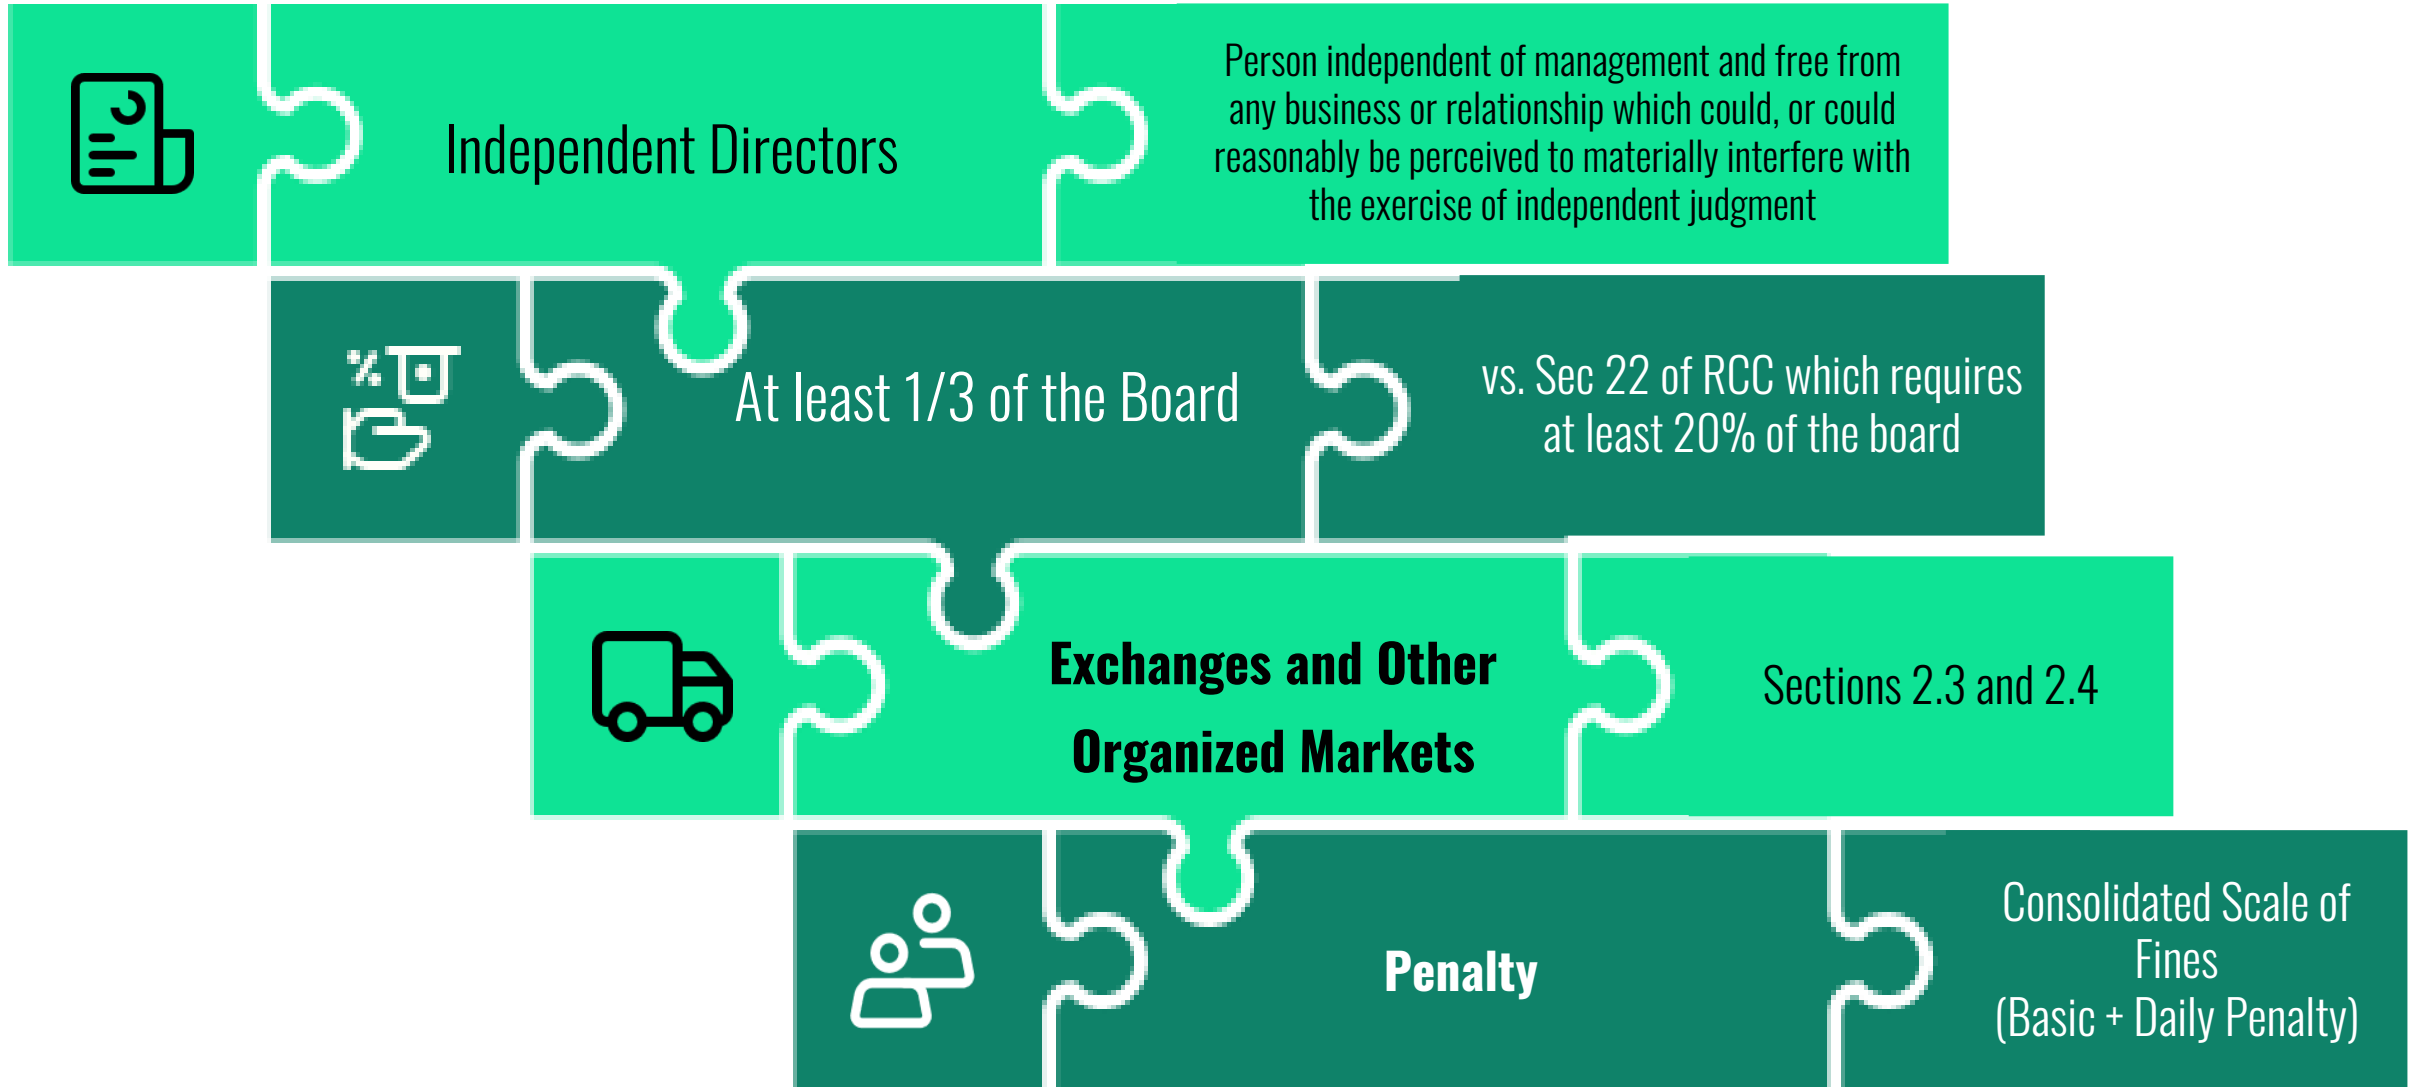 Independent Directors
Person independent of management and free from
any business or relationship which could, or could
reasonably be perceived to materially interfere with
the exercise of independent judgment
%
At least 1/3 of the Board
vs. Sec 22 of RCC which requires
at least 20% of the board
Exchanges and Other
Organized Markets
Sections 2.3 and 2.4
Penalty
Consolidated Scale of
Fines
(Basic + Daily Penalty)